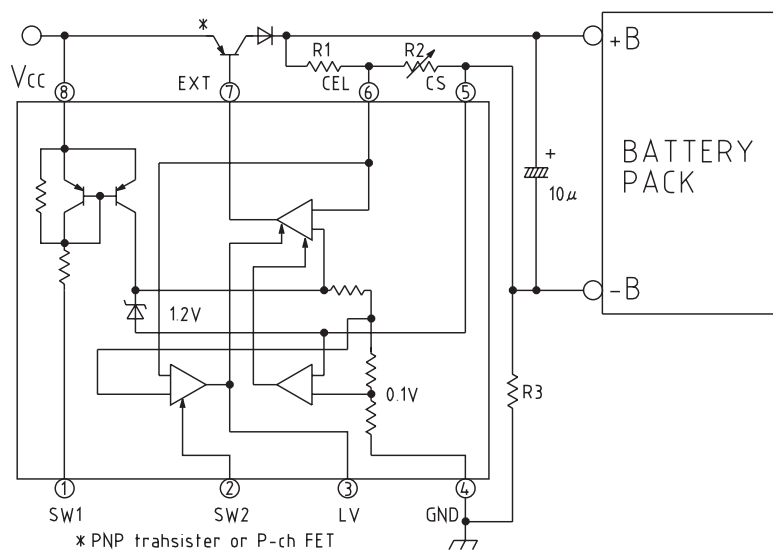 *
R1
R2
+B
VCC
EXT
CEL
CS
8
7
6
5
BATTERY
PACK
+
10μ
1.2V
-B
0.1V
R3
1
2
3
4
SW1
SW2
LV
GND
* PNP trahsister or P-ch FET